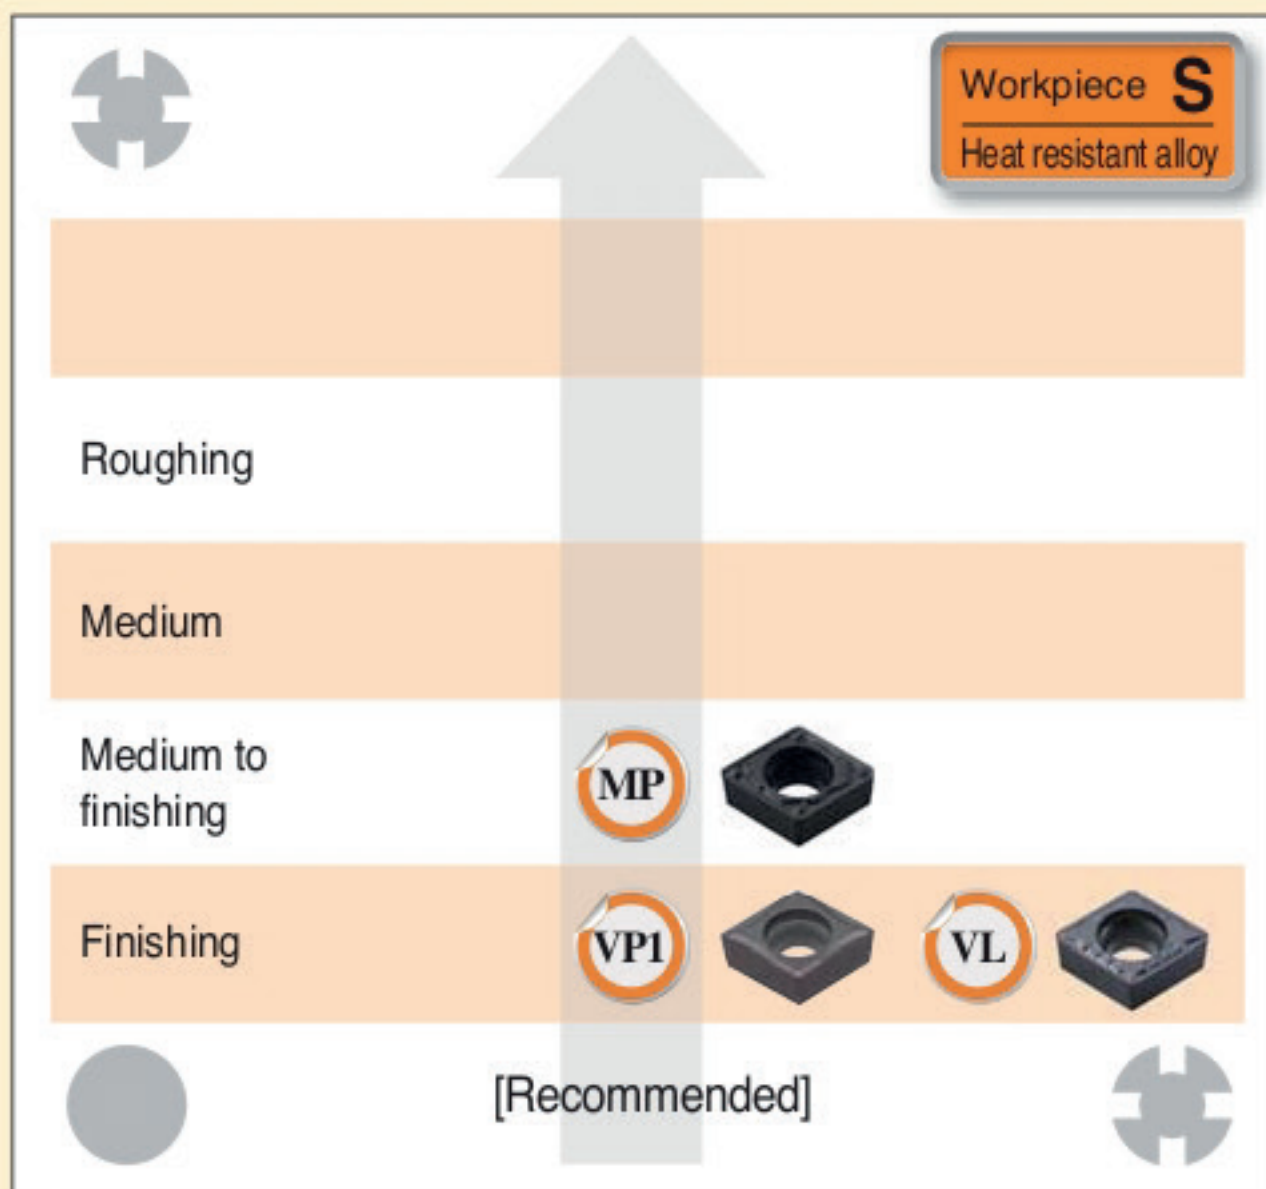 Workpiece S
Heat resistant alloy
Roughing
Medium
Medium to
finishing
MP
Finishing
VP1
VL
[Recommended]